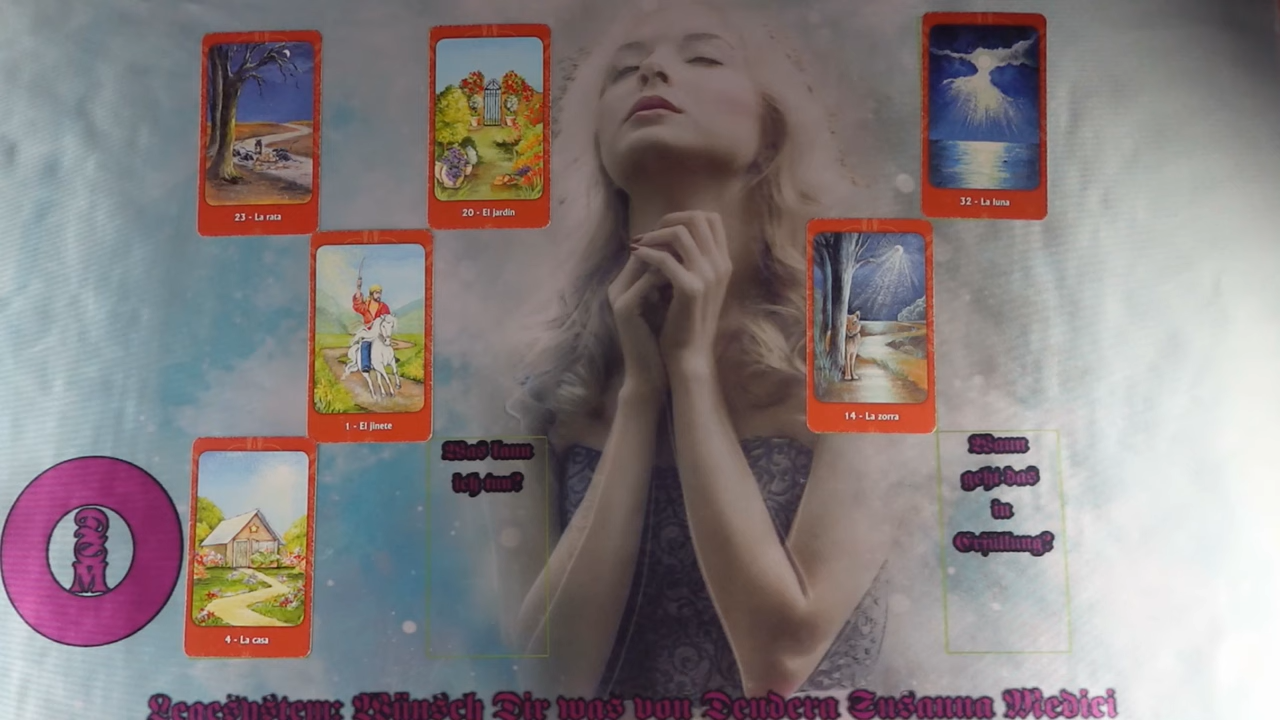 23 - La rata
20 - El jardín
32 - La luna
1 - El jinete
14 - La zorra
4 - La casa
Was kann
ich tun?
Wann
geht das
in
Erfüllung?
Legesystem: Wünsch Dir was von Dendera Susanna Medici